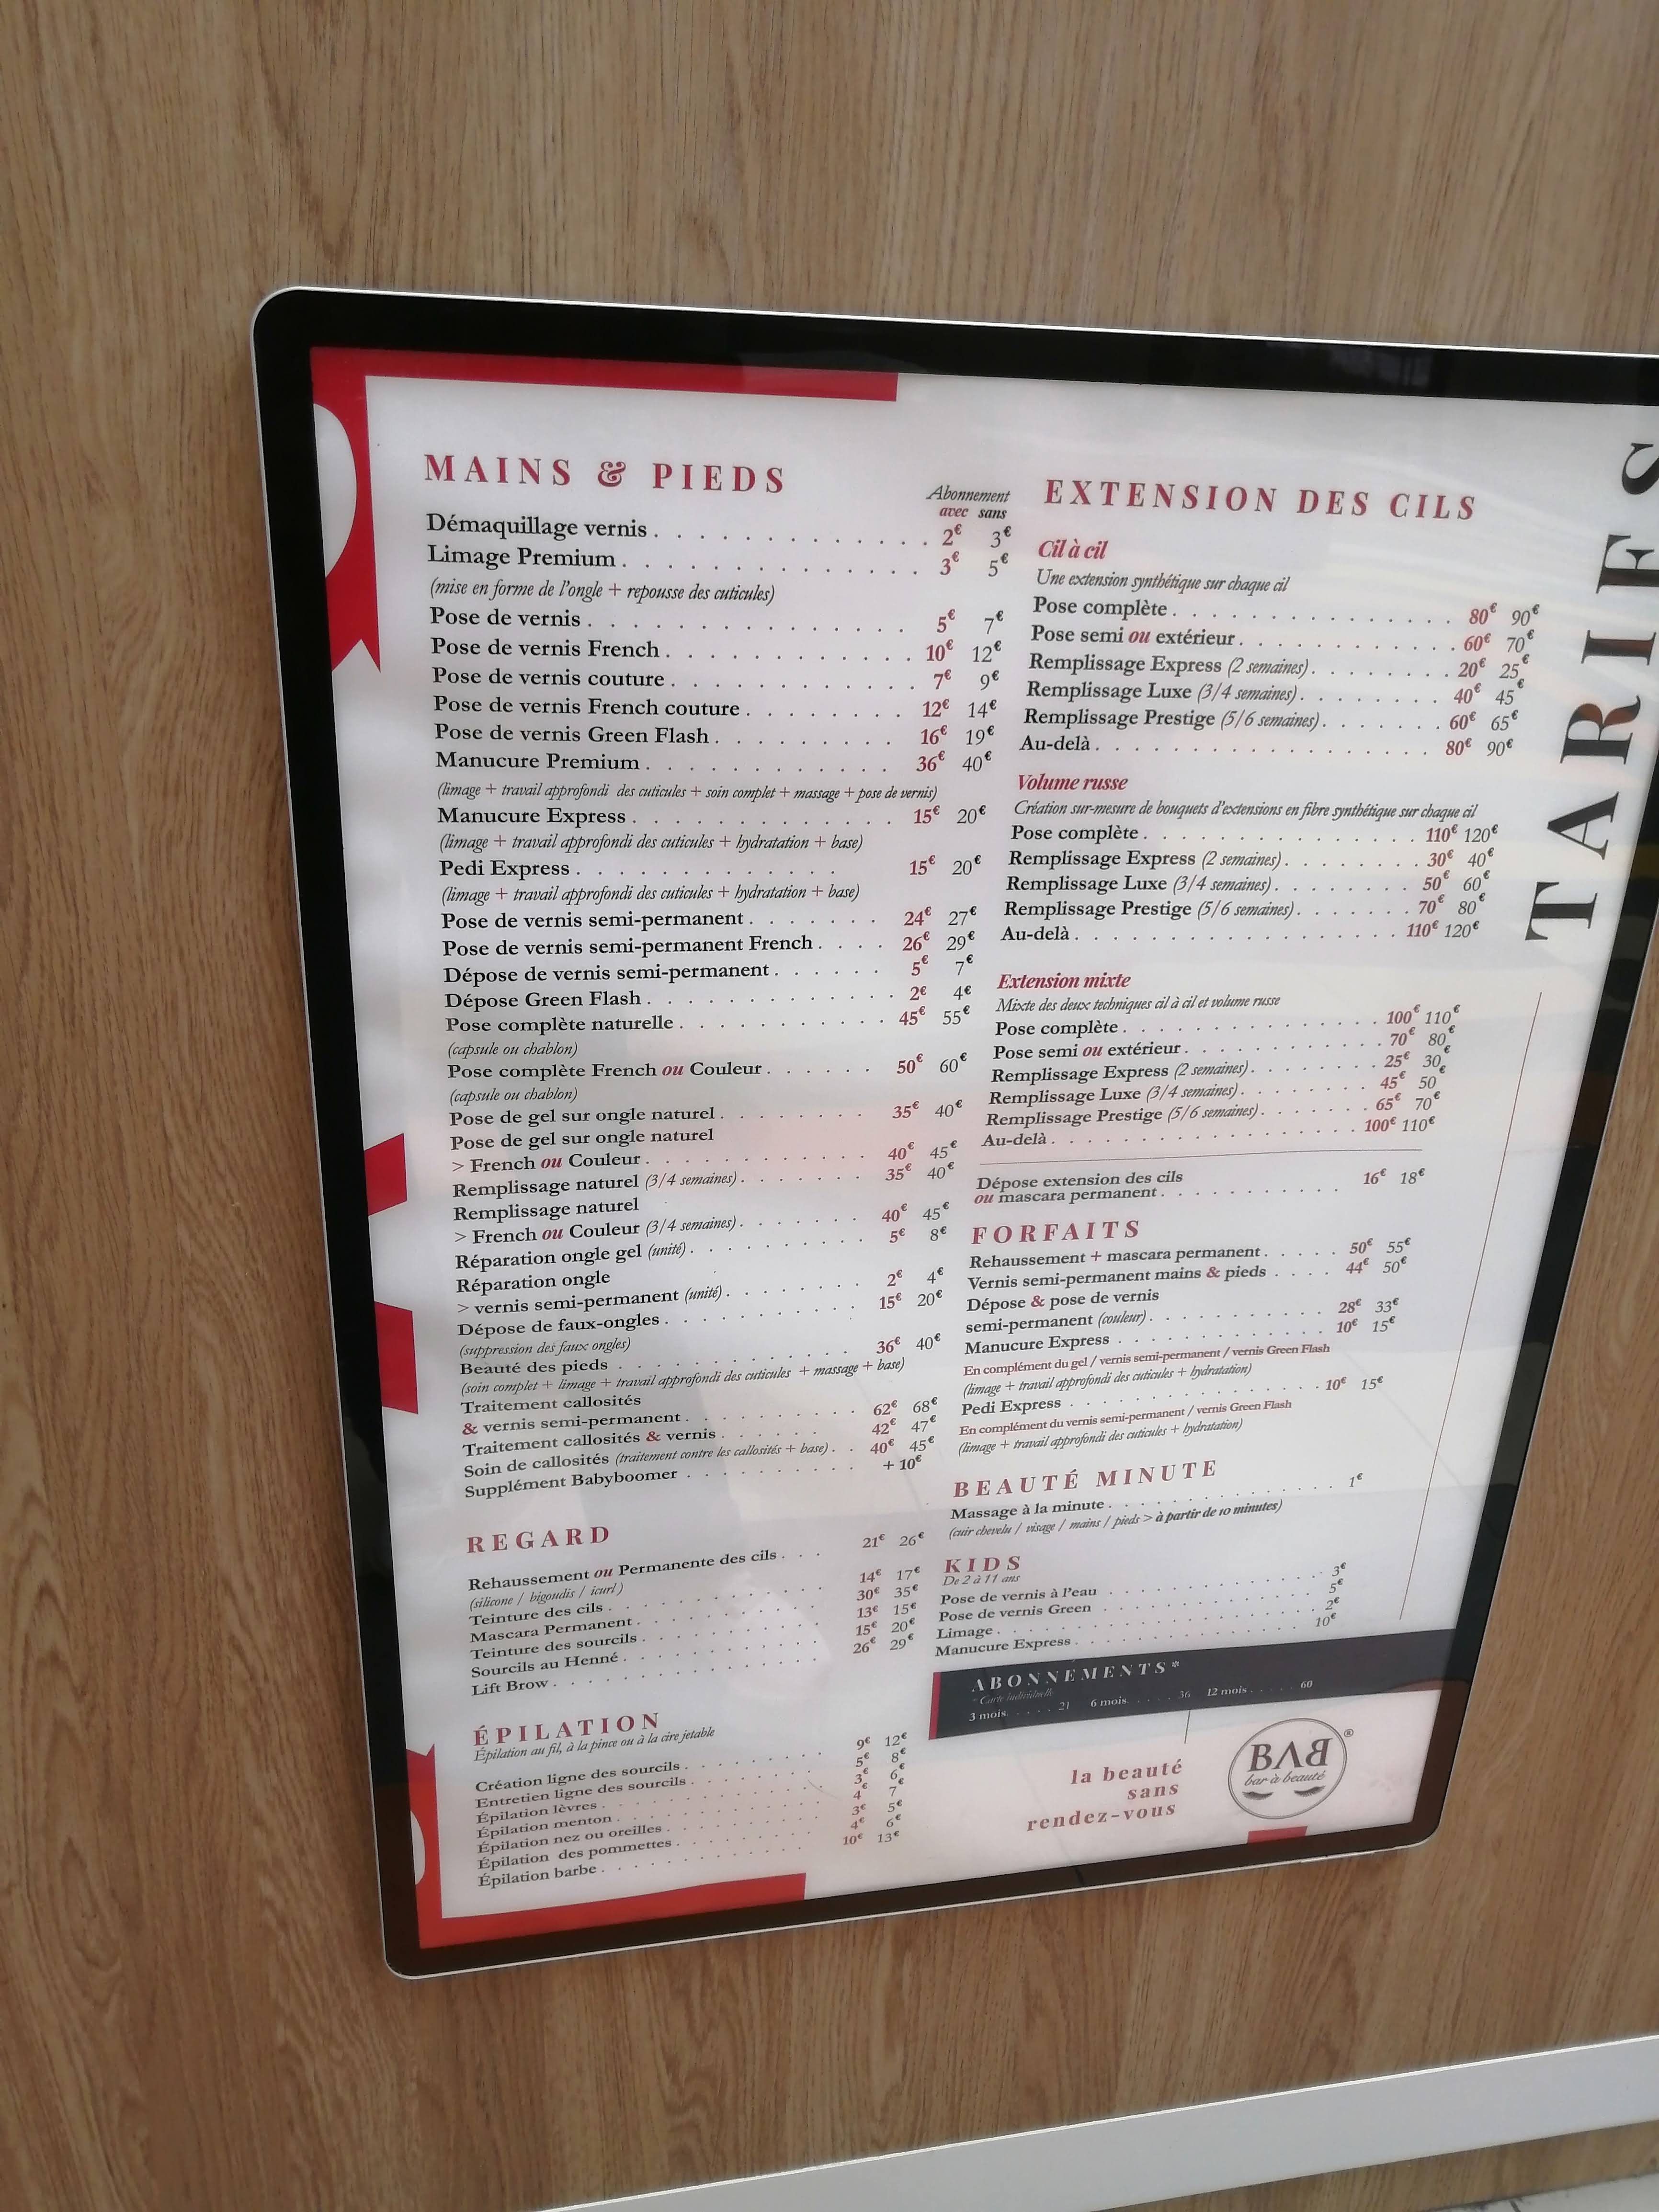 MAINS & PIEDS
Abonnement
avec sans
Démaquillage vernis . . . . . . . . . . . . . 2€ 3€
Limage Premium . . . . . . . . . . . . . . 3€ 5€
(mise en forme de l'ongle + repousse des cuticules)
Pose de vernis . . . . . . . . . . . . . . . 5€ 7€
Pose de vernis French . . . . . . . . . . . . 10€ 12€
Pose de vernis couture . . . . . . . . . . . . 7€ 9€
Pose de vernis French couture . . . . . . . . 12€ 14€
Pose de vernis Green Flash . . . . . . . . . 16€ 19€
Manucure Premium . . . . . . . . . . . . 36€ 40€
(limage + travail approfondi des cuticules + soin complet + massage + pose de vernis)
Manucure Express . . . . . . . . . . . . . 15€ 20€
(limage + travail approfondi des cuticules + hydratation + base)
Pedi Express . . . . . . . . . . . . . 15€ 20€
(limage + travail approfondi des cuticules + hydratation + base)
Pose de vernis semi-permanent . . . . . . . 24€ 27€
Pose de vernis semi-permanent French . . . . 26€ 29€
Dépose de vernis semi-permanent . . . . . . 5€ 7€
Dépose Green Flash . . . . . . . . . . . . 2€ 4€
Pose complète naturelle . . . . . . . . . . 45€ 55€
(capsule ou chablon)
Pose complète French ou Couleur . . . . . . 50€ 60€
(capsule ou chablon)
Pose de gel sur ongle naturel . . . . . . . . 35€ 40€
Pose de gel sur ongle naturel
> French ou Couleur . . . . . . . . . . . 40€ 45€
Remplissage naturel (3/4 semaines) . . . . . . . 35€ 40€
Remplissage naturel
> French ou Couleur (3/4 semaines) . . . . . . . 40€ 45€
Réparation ongle gel (unité) . . . . . . . . . 5€ 8€
Réparation ongle
> vernis semi-permanent (unité) . . . . . . . 2€ 4€
Dépose de faux-ongles . . . . . . . . . . 15€ 20€
(suppression des faux ongles)
Beauté des pieds . . . . . . . . . . . . 36€ 40€
(soin complet + limage + travail approfondi des cuticules + massage + base)
Traitement callosités
& vernis semi-permanent . . . . . . . . . 62€ 68€
Traitement callosités & vernis . . . . . . 42€ 47€
Soin de callosités (traitement contre les callosités + base) . . 40€ 45€
Supplément Babyboomer . . . . . . . . . + 10€
REGARD
Rehaussement ou Permanente des cils . . . 21€ 26€
(silicone / bigoudis / icurl)
Teinture des cils . . . . . . . . . . . 14€ 17€
Mascara Permanent . . . . . . . . . . 30€ 35€
Teinture des sourcils . . . . . . . . . 13€ 15€
Sourcils au Henné . . . . . . . . . . 15€ 20€
Lift Brow . . . . . . . . . . . . . 26€ 29€
ÉPILATION
Épilation au fil, à la pince ou à la cire jetable
Création ligne des sourcils . . . . . . . 9€ 12€
Entretien ligne des sourcils . . . . . . . 5€ 8€
Épilation lèvres . . . . . . . . . . . 3€ 6€
Épilation menton . . . . . . . . . . 4€ 7€
Épilation nez ou oreilles . . . . . . . . 3€ 5€
Épilation des pommettes . . . . . . . . 4€ 6€
Épilation barbe . . . . . . . . . . . 10€ 13€
EXTENSION DES CILS
Cil à cil
Une extension synthétique sur chaque cil
Pose complète . . . . . . . . . . . . . . . 80€ 90€
Pose semi ou extérieur . . . . . . . . . . . . 60€ 70€
Remplissage Express (2 semaines) . . . . . . . . 20€ 25€
Remplissage Luxe (3/4 semaines) . . . . . . . . 40€ 45€
Remplissage Prestige (5/6 semaines) . . . . . . . 60€ 65€
Au-delà . . . . . . . . . . . . . . . . . 80€ 90€
Volume russe
Création sur-mesure de bouquets d'extensions en fibre synthétique sur chaque cil
Pose complète . . . . . . . . . . . . . . 110€ 120€
Remplissage Express (2 semaines) . . . . . . . . 30€ 40€
Remplissage Luxe (3/4 semaines) . . . . . . . . 50€ 60€
Remplissage Prestige (5/6 semaines) . . . . . . . 70€ 80€
Au-delà . . . . . . . . . . . . . . . . 110€ 120€
Extension mixte
Mixte des deux techniques cil à cil et volume russe
Pose complète . . . . . . . . . . . . . . 100€ 110€
Pose semi ou extérieur . . . . . . . . . . . 70€ 80€
Remplissage Express (2 semaines) . . . . . . . 25€ 30€
Remplissage Luxe (3/4 semaines) . . . . . . . 45€ 50€
Remplissage Prestige (5/6 semaines) . . . . . . 65€ 70€
Au-delà . . . . . . . . . . . . . . . . 100€ 110€
Dépose extension des cils
ou mascara permanent . . . . . . . . . . 16€ 18€
FORFAITS
Rehaussement + mascara permanent . . . . . 50€ 55€
Vernis semi-permanent mains & pieds . . . . 44€ 50€
Dépose & pose de vernis
semi-permanent (couleur) . . . . . . . . . . 28€ 33€
Manucure Express . . . . . . . . . . . . 10€ 15€
En complément du gel / vernis semi-permanent / vernis Green Flash
(limage + travail approfondi des cuticules + hydratation)
Pedi Express . . . . . . . . . . . . . . 10€ 15€
En complément du vernis semi-permanent / vernis Green Flash
(limage + travail approfondi des cuticules + hydratation)
BEAUTÉ MINUTE
Massage à la minute . . . . . . . . . . . . 1€
(cuir chevelu / visage / mains / pieds > à partir de 10 minutes)
KIDS
De 2 à 11 ans
Pose de vernis à l'eau . . . . . . . . . . . 3€
Pose de vernis Green . . . . . . . . . . . 5€
Limage . . . . . . . . . . . . . . . . 2€
Manucure Express . . . . . . . . . . . . 10€
ABONNEMENTS*
* Carte individuelle
3 mois . . . . . 21 6 mois . . . . . 36 12 mois . . . . . 60
la beauté
sans
rendez-vous
BAB ®
bar à beauté
TARIFS